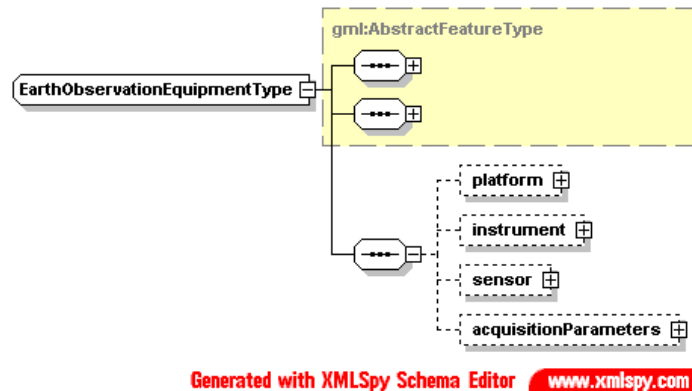 gml:AbstractFeatureType
EarthObservationEquipmentType
platform
instrument
sensor
acquisitionParameters
Generated with XMLSpy Schema Editor www.xmlspy.com